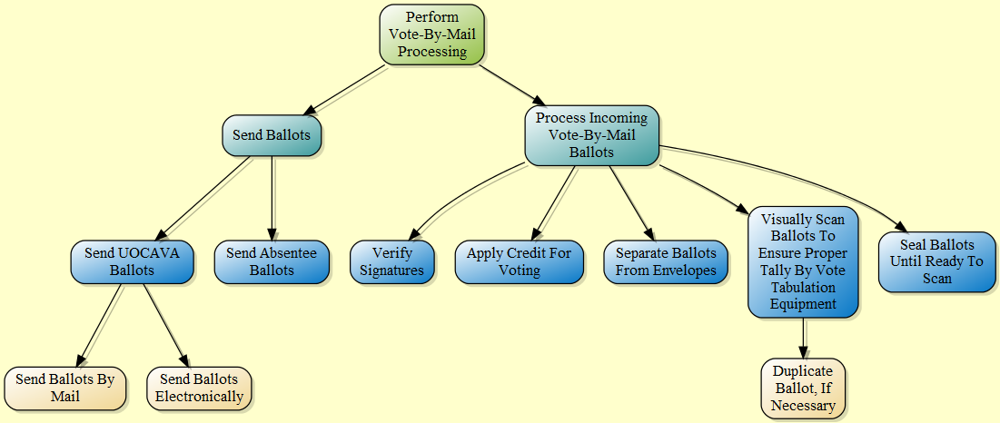 Perform
Vote-By-Mail
Processing
Send Ballots
Process Incoming
Vote-By-Mail
Ballots
Send UOCAVA
Ballots
Send Absentee
Ballots
Verify
Signatures
Apply Credit For
Voting
Separate Ballots
From Envelopes
Visually Scan
Ballots To
Ensure Proper
Tally By Vote
Tabulation
Equipment
Seal Ballots
Until Ready To
Scan
Send Ballots By
Mail
Send Ballots
Electronically
Duplicate
Ballot, If
Necessary